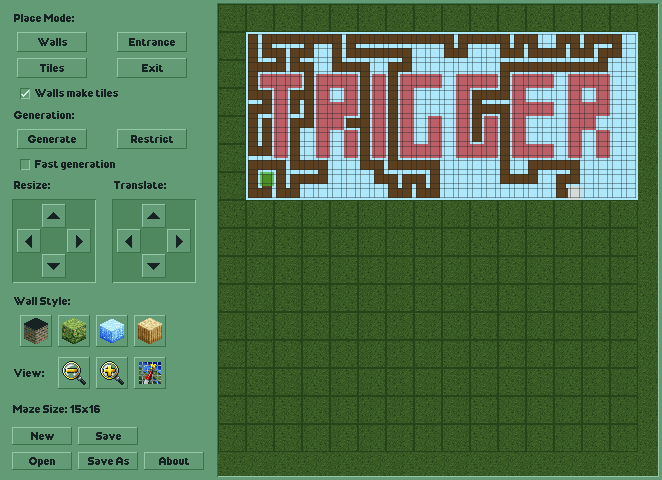 Place Mode:
Walls
Entrance
Tiles
Exit
Walls make tiles
Generation:
Generate
Restrict
Fast generation
Resize:
Translate:
Wall Style:
View:
Maze Size: 15x16
New
Save
Open
Save As
About
TRIGGER